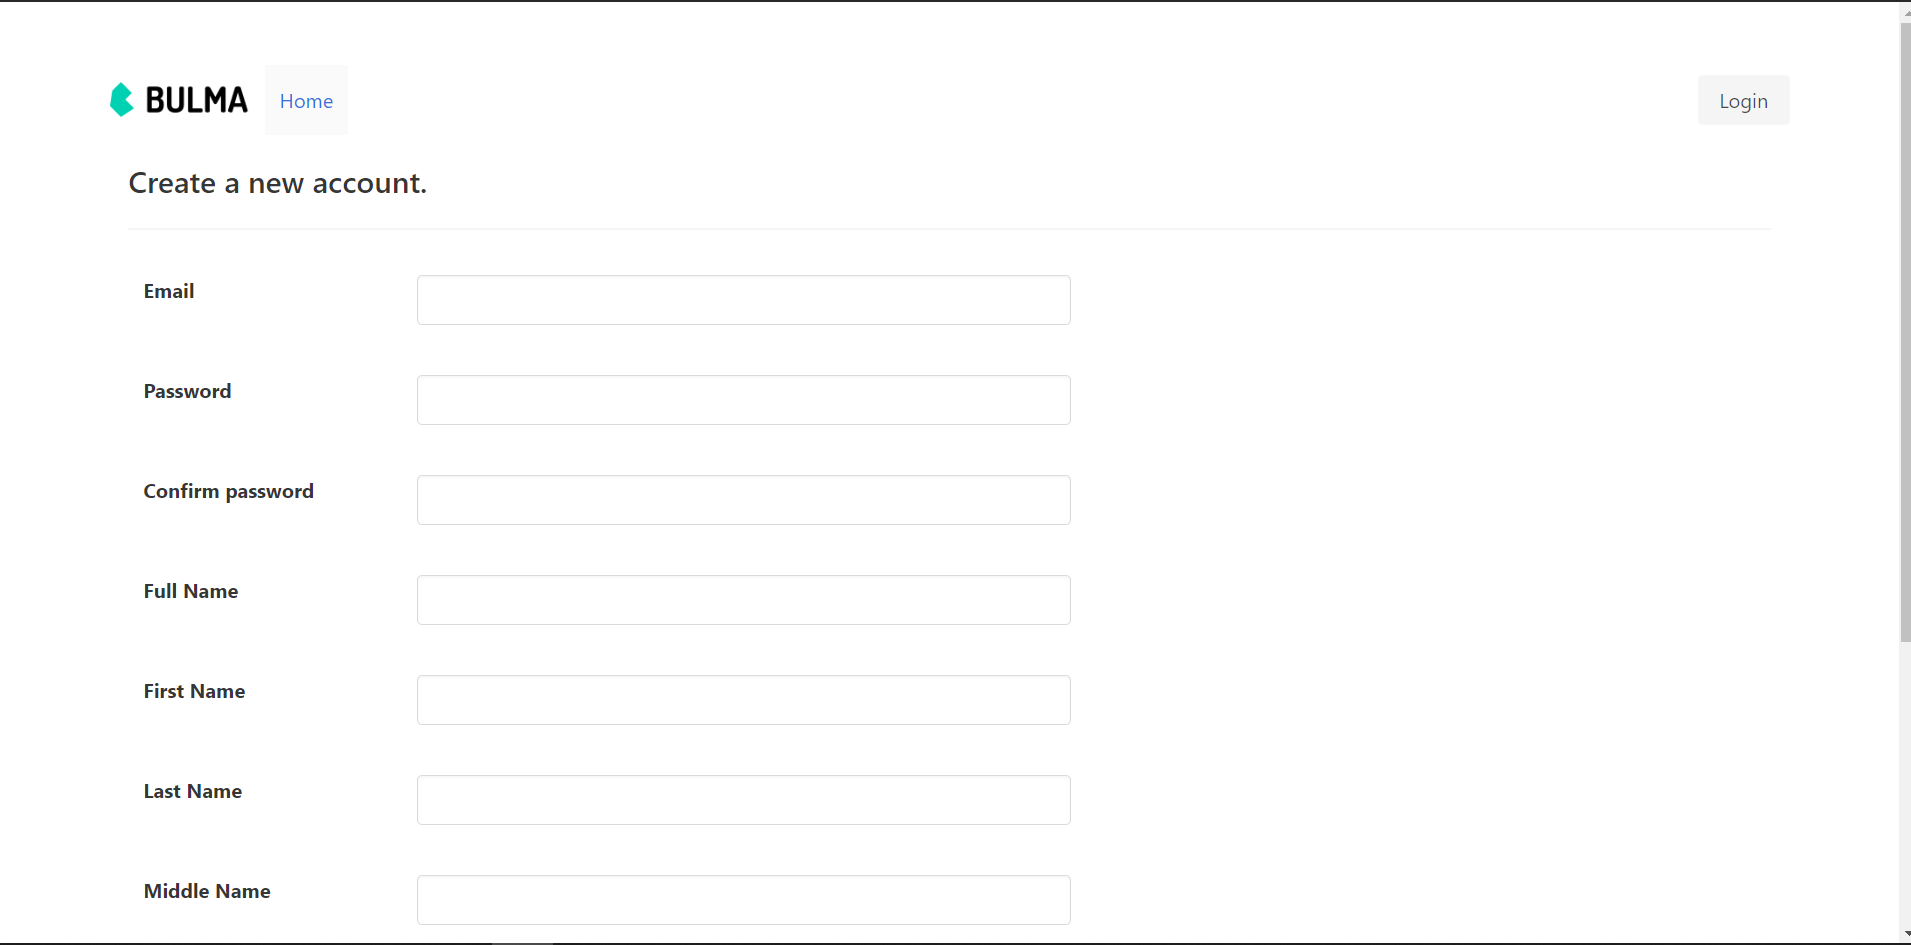 BULMA Home Login
Create a new account.
Email
Password
Confirm password
Full Name
First Name
Last Name
Middle Name